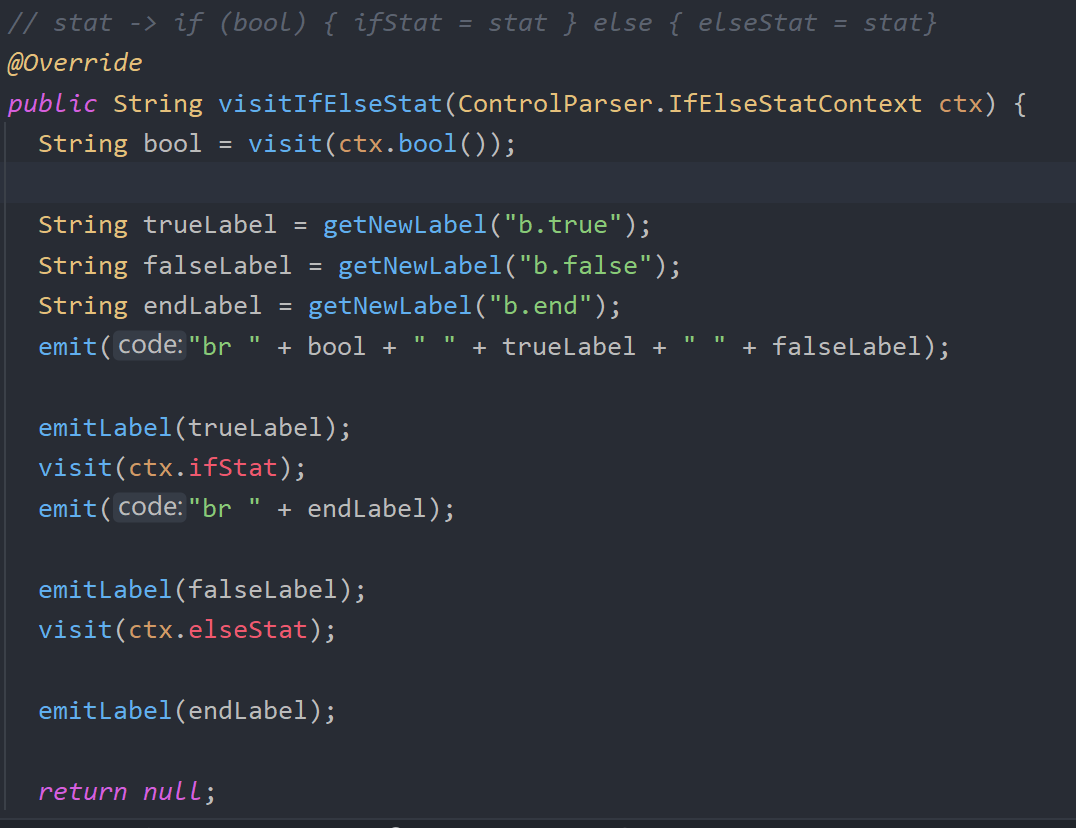 // stat -> if (bool) { ifStat = stat } else { elseStat = stat}
@Override
public String visitIfElseStat(ControlParser.IfElseStatContext ctx) {
String bool = visit(ctx.bool());
String trueLabel = getNewLabel("b.true");
String falseLabel = getNewLabel("b.false");
String endLabel = getNewLabel("b.end");
emit( code: "br " + bool + " " + trueLabel + " " + falseLabel);
emitLabel(trueLabel);
visit(ctx.ifStat);
emit( code: "br " + endLabel);
emitLabel(falseLabel);
visit(ctx.elseStat);
emitLabel(endLabel);
return null;